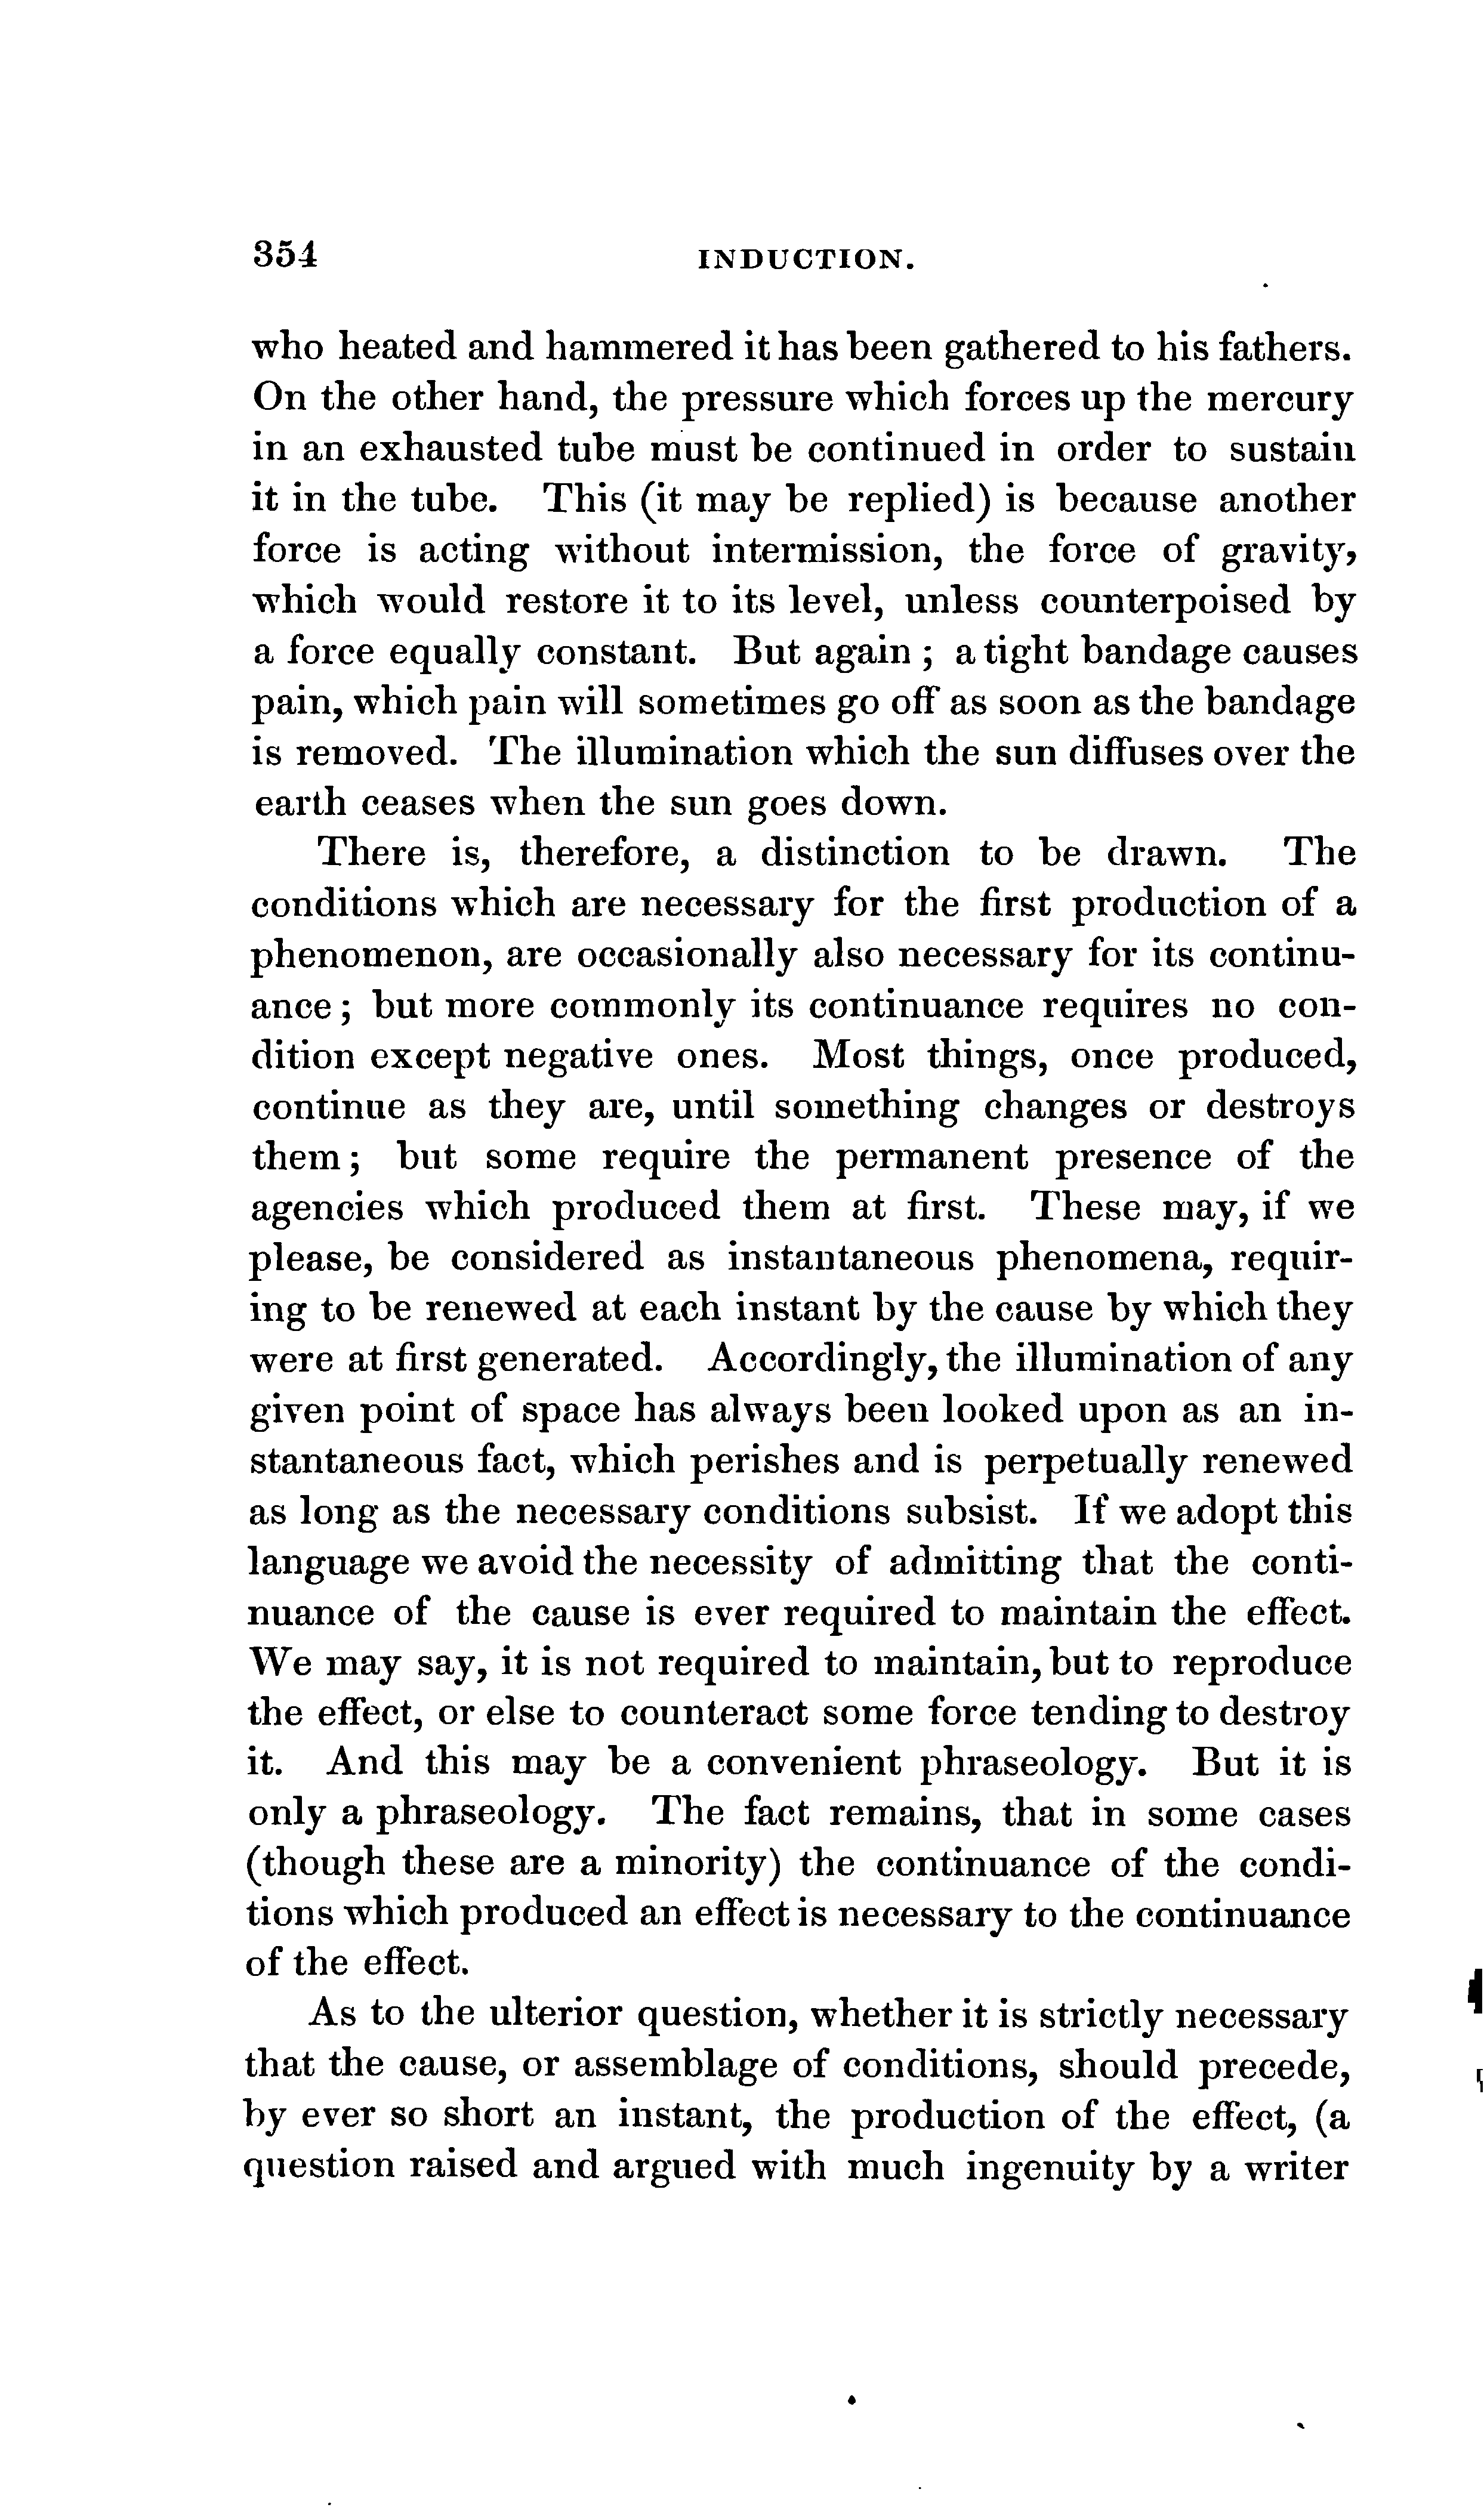 354
INDUCTION.
who heated and hammered it has been gathered to his fathers.
On the other hand, the pressure which forces up the mercury
in an exhausted tube must be continued in order to sustain
it in the tube. This (it may be replied) is because another
force is acting without intermission, the force of gravity,
which would restore it to its level, unless counterpoised by
a force equally constant. But again ; a tight bandage causes
pain, which pain will sometimes go off as soon as the bandage
is removed. The illumination which the sun diffuses over the
earth ceases when the sun goes down.
There is, therefore, a distinction to be drawn. The
conditions which are necessary for the first production of a
phenomenon, are occasionally also necessary for its continu-
ance ; but more commonly its continuance requires no con-
dition except negative ones. Most things, once produced,
continue as they are, until something changes or destroys
them ; but some require the permanent presence of the
agencies which produced them at first. These may, if we
please, be considered as instantaneous phenomena, requir-
ing to be renewed at each instant by the cause by which they
were at first generated. Accordingly, the illumination of any
given point of space has always been looked upon as an in-
stantaneous fact, which perishes and is perpetually renewed
as long as the necessary conditions subsist. If we adopt this
language we avoid the necessity of admitting that the conti-
nuance of the cause is ever required to maintain the effect.
We may say, it is not required to maintain, but to reproduce
the effect, or else to counteract some force tending to destroy
it. And this may be a convenient phraseology. But it is
only a phraseology. The fact remains, that in some cases
(though these are a minority) the continuance of the condi-
tions which produced an effect is necessary to the continuance
of the effect.
As to the ulterior question, whether it is strictly necessary
that the cause, or assemblage of conditions, should precede,
by ever so short an instant, the production of the effect, (a
question raised and argued with much ingenuity by a writer